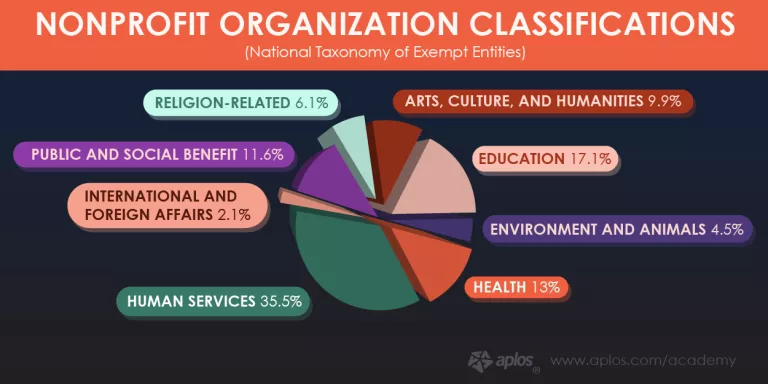 NONPROFIT ORGANIZATION CLASSIFICATIONS
(National Taxonomy of Exempt Entities)
RELIGION-RELATED 6.1%
ARTS, CULTURE, AND HUMANITIES 9.9%
PUBLIC AND SOCIAL BENEFIT 11.6%
EDUCATION 17.1%
INTERNATIONAL AND
FOREIGN AFFAIRS 2.1%
ENVIRONMENT AND ANIMALS 4.5%
HUMAN SERVICES 35.5%
HEALTH 13%
aplos®
www.aplos.com/academy